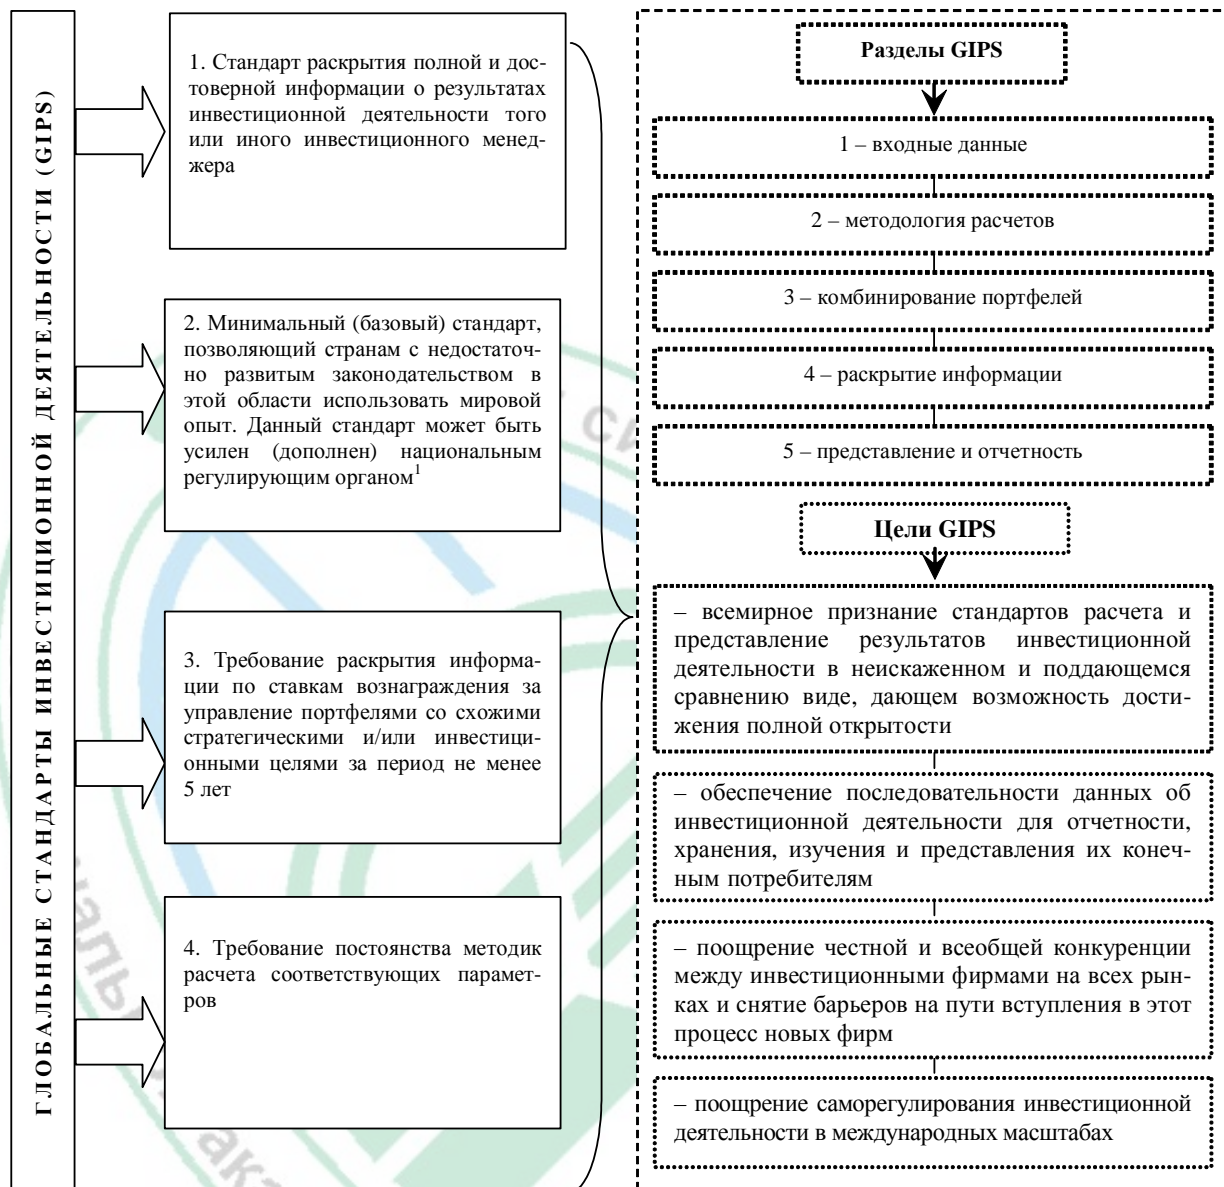 ГЛОБАЛЬНЫЕ СТАНДАРТЫ ИНВЕСТИЦИОННОЙ ДЕЯТЕЛЬНОСТИ (GIPS)
1. Стандарт раскрытия полной и дос-
товерной информации о результатах
инвестиционной деятельности того
или иного инвестиционного менед-
жера
2. Минимальный (базовый) стандарт,
позволяющий странам с недостаточ-
но развитым законодательством в
этой области использовать мировой
опыт. Данный стандарт может быть
усилен (дополнен) национальным
регулирующим органом1
3. Требование раскрытия информа-
ции по ставкам вознаграждения за
управление портфелями со схожими
стратегическими и/или инвестици-
онными целями за период не менее
5 лет
4. Требование постоянства методик
расчета соответствующих парамет-
ров
Разделы GIPS
1 – входные данные
2 – методология расчетов
3 – комбинирование портфелей
4 – раскрытие информации
5 – представление и отчетность
Цели GIPS
– всемирное признание стандартов расчета и
представление результатов инвестиционной
деятельности в неискаженном и поддающемся
сравнению виде, дающем возможность дости-
жения полной открытости
– обеспечение последовательности данных об
инвестиционной деятельности для отчетности,
хранения, изучения и представления их конеч-
ным потребителям
– поощрение честной и всеобщей конкуренции
между инвестиционными фирмами на всех рын-
ках и снятие барьеров на пути вступления в этот
процесс новых фирм
– поощрение саморегулирования инвестиционной
деятельности в международных масштабах